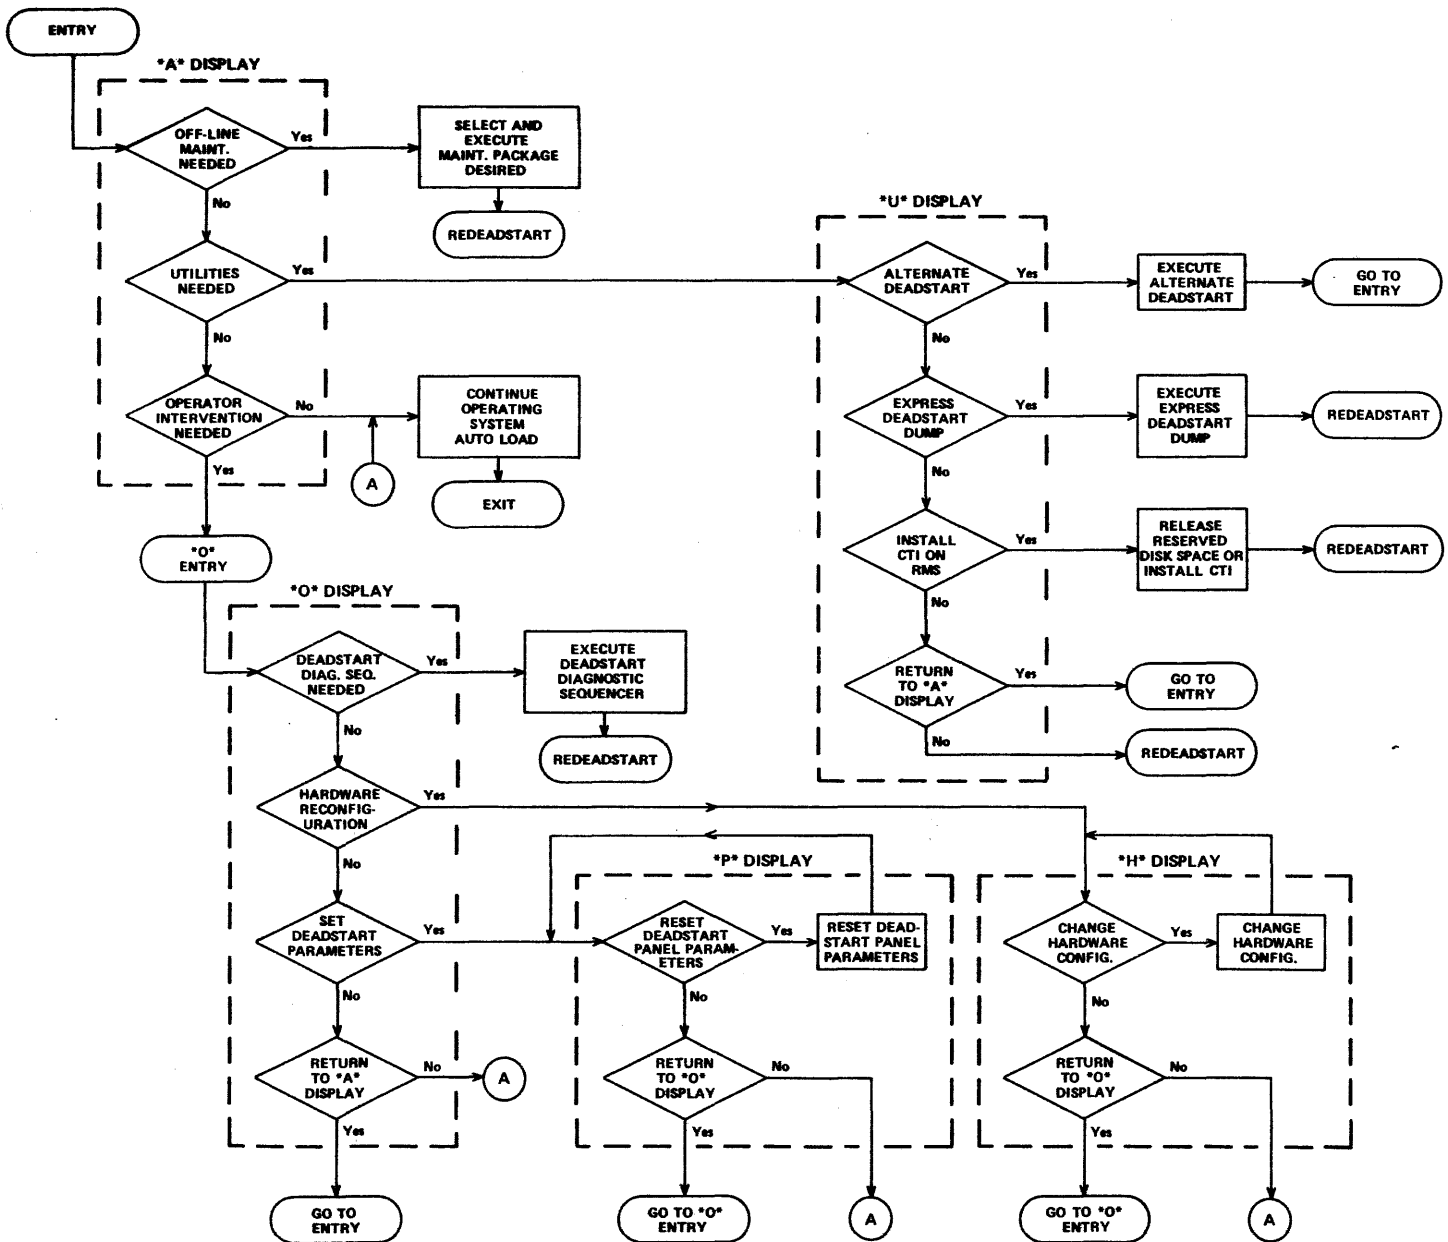 ENTRY
*A* DISPLAY
OFF-LINE
MAINT.
NEEDED
Yes
SELECT AND
EXECUTE
MAINT. PACKAGE
DESIRED
No
REDEADSTART
UTILITIES
NEEDED
Yes
No
OPERATOR
INTERVENTION
NEEDED
No
CONTINUE
OPERATING
SYSTEM
AUTO LOAD
Yes
A
EXIT
*U* DISPLAY
ALTERNATE
DEADSTART
Yes
EXECUTE
ALTERNATE
DEADSTART
GO TO
ENTRY
No
EXPRESS
DEADSTART
DUMP
Yes
EXECUTE
EXPRESS
DEADSTART
DUMP
REDEADSTART
No
INSTALL
CTI ON
RMS
Yes
RELEASE
RESERVED
DISK SPACE OR
INSTALL CTI
REDEADSTART
No
RETURN
TO *A*
DISPLAY
Yes
GO TO
ENTRY
No
REDEADSTART
*O*
ENTRY
*O* DISPLAY
DEADSTART
DIAG. SEQ.
NEEDED
Yes
EXECUTE
DEADSTART
DIAGNOSTIC
SEQUENCER
No
REDEADSTART
HARDWARE
RECONFIG-
URATION
Yes
No
SET
DEADSTART
PARAMETERS
Yes
No
RETURN
TO *A*
DISPLAY
No
A
Yes
GO TO
ENTRY
*P* DISPLAY
RESET
DEADSTART
PANEL PARAM-
ETERS
Yes
RESET DEAD-
START PANEL
PARAMETERS
No
RETURN
TO *O*
DISPLAY
No
Yes
GO TO *O*
ENTRY
A
*H* DISPLAY
CHANGE
HARDWARE
CONFIG.
Yes
CHANGE
HARDWARE
CONFIG.
No
RETURN
TO *O*
DISPLAY
No
Yes
GO TO *O*
ENTRY
A